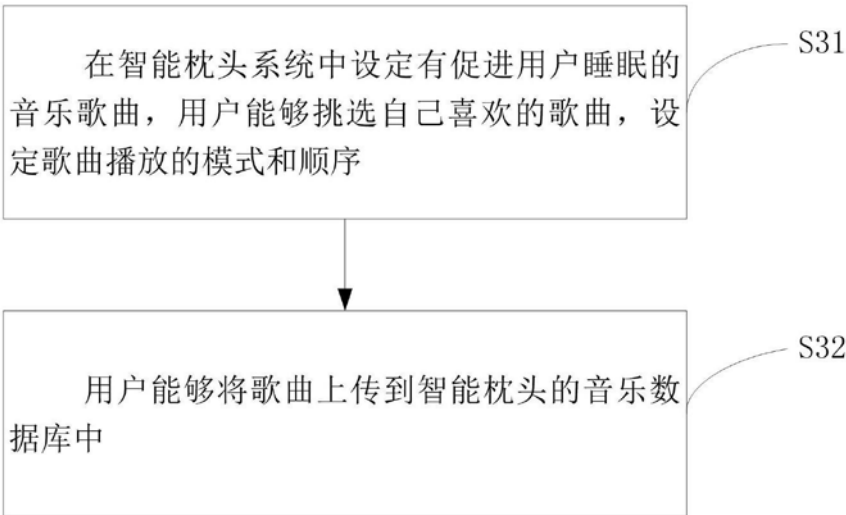 在智能枕头系统中设定有促进用户睡眠的
音乐歌曲，用户能够挑选自己喜欢的歌曲，设
定歌曲播放的模式和顺序
S31
用户能够将歌曲上传到智能枕头的音乐数
据库中
S32